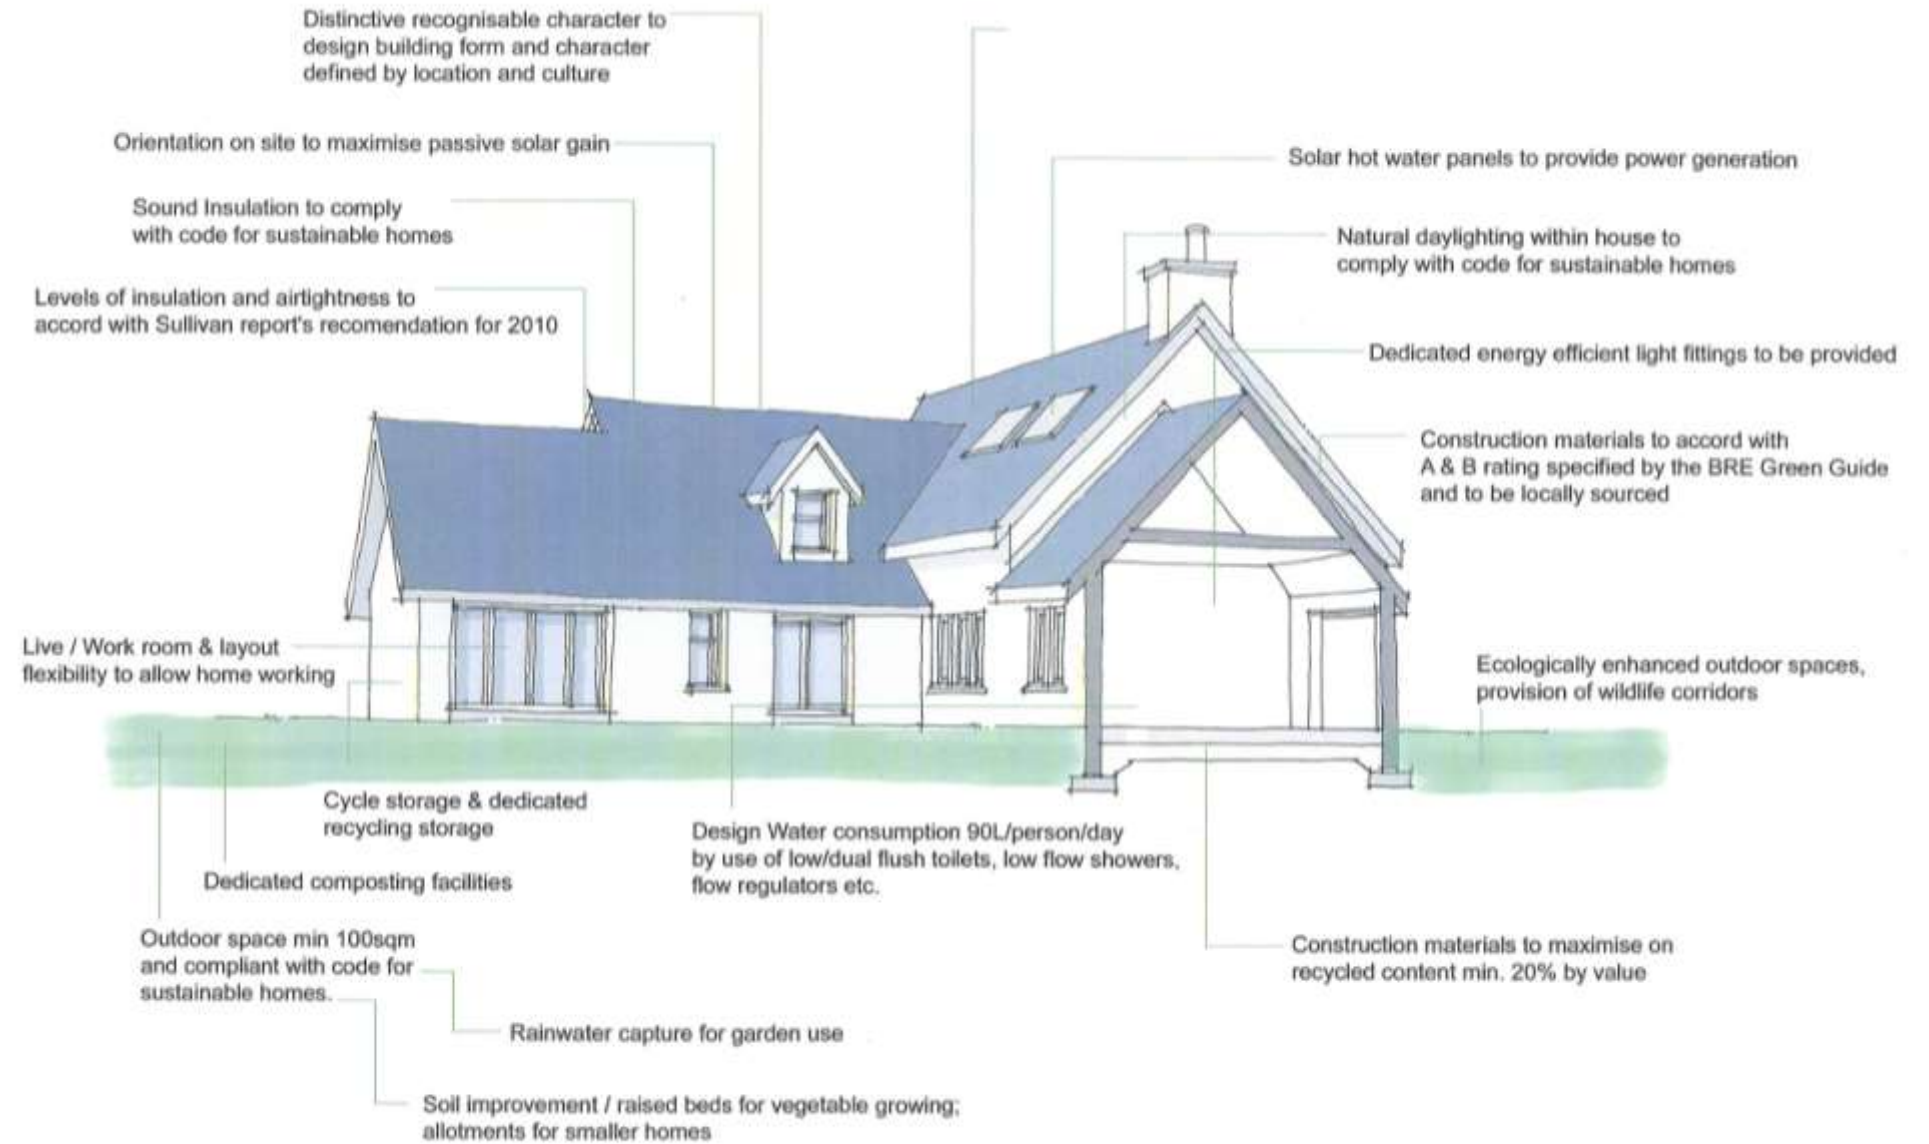 Distinctive recognisable character to
design building form and character
defined by location and culture
Orientation on site to maximise passive solar gain
Solar hot water panels to provide power generation
Sound Insulation to comply
with code for sustainable homes
Natural daylighting within house to
comply with code for sustainable homes
Levels of insulation and airtightness to
accord with Sullivan report's recomendation for 2010
Dedicated energy efficient light fittings to be provided
Construction materials to accord with
A & B rating specified by the BRE Green Guide
and to be locally sourced
Live / Work room & layout
flexibility to allow home working
Ecologically enhanced outdoor spaces,
provision of wildlife corridors
Cycle storage & dedicated
recycling storage
Design Water consumption 90L/person/day
by use of low/dual flush toilets, low flow showers,
flow regulators etc.
Dedicated composting facilities
Outdoor space min 100sqm
and compliant with code for
sustainable homes.
Construction materials to maximise on
recycled content min. 20% by value
Rainwater capture for garden use
Soil improvement / raised beds for vegetable growing;
allotments for smaller homes